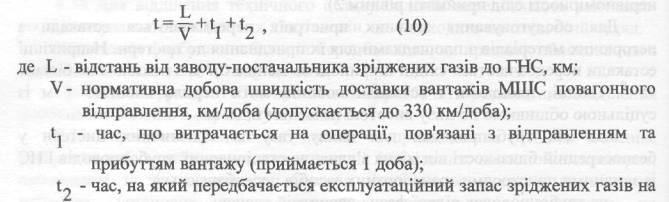 t = L/V + t₁ + t₂ , (10)
де L - відстань від заводу-постачальника зріджених газів до ГНС, км;
V - нормативна добова швидкість доставки вантажів МШС повагонного
відправлення, км/доба (допускається до 330 км/доба);
t₁ - час, що витрачається на операції, пов'язані з відправленням та
прибуттям вантажу (приймається 1 доба);
t₂ - час, на який передбачається експлуатаційний запас зріджених газів на